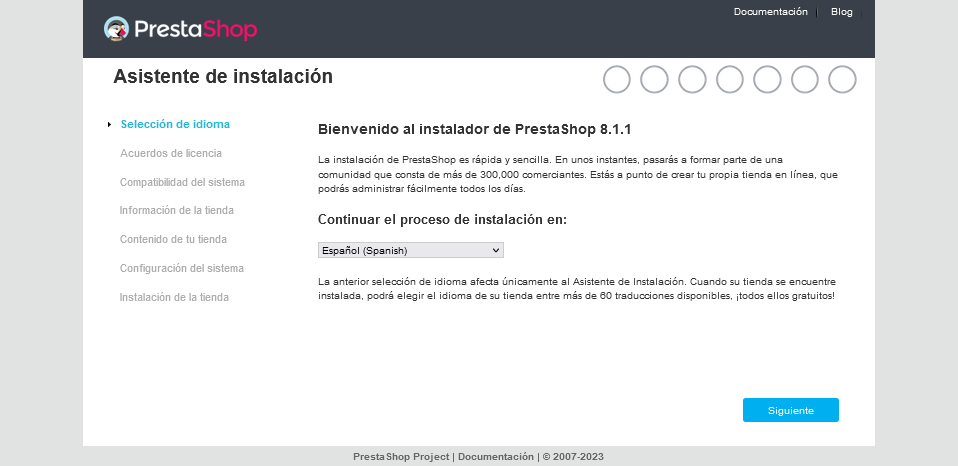 Documentación | Blog
PrestaShop
Asistente de instalación
Selección de idioma
Acuerdos de licencia
Compatibilidad del sistema
Información de la tienda
Contenido de tu tienda
Configuración del sistema
Instalación de la tienda
Bienvenido al instalador de PrestaShop 8.1.1
La instalación de PrestaShop es rápida y sencilla. En unos instantes, pasarás a formar parte de una
comunidad que consta de más de 300,000 comerciantes. Estás a punto de crear tu propia tienda en línea, que
podrás administrar fácilmente todos los días.
Continuar el proceso de instalación en:
Español (Spanish)
La anterior selección de idioma afecta únicamente al Asistente de Instalación. Cuando su tienda se encuentre
instalada, podrá elegir el idioma de su tienda entre más de 60 traducciones disponibles, ¡todos ellos gratuitos!
Siguiente
PrestaShop Project | Documentación | © 2007-2023